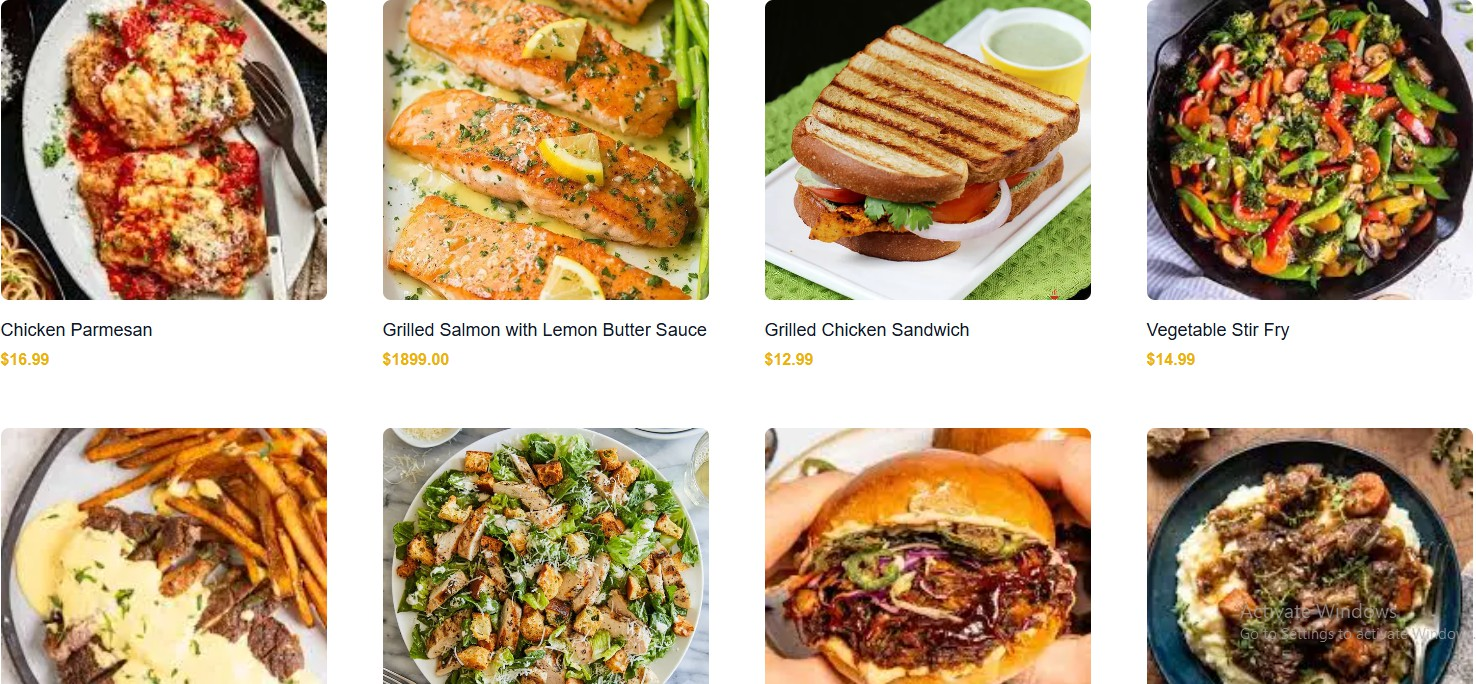 Chicken Parmesan
$16.99
Grilled Salmon with Lemon Butter Sauce
$1899.00
Grilled Chicken Sandwich
$12.99
Vegetable Stir Fry
$14.99
Activate Windows
Go to Settings to activate Windo